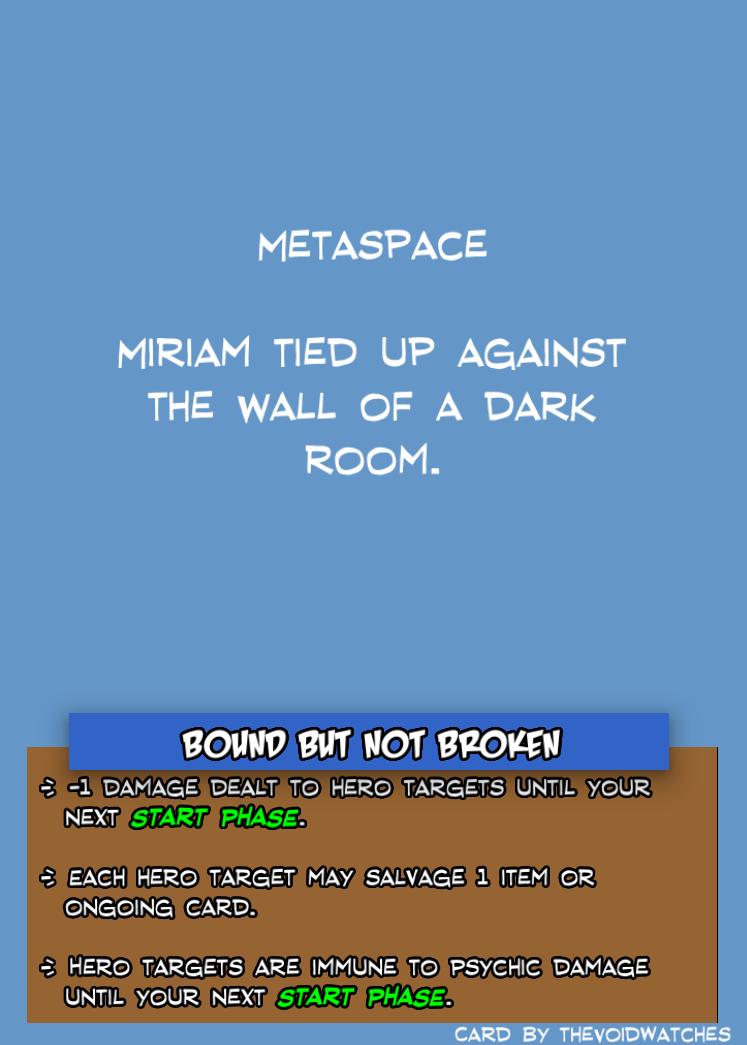 METASPACE
MIRIAM TIED UP AGAINST
THE WALL OF A DARK
ROOM.
BOUND BUT NOT BROKEN
-1 DAMAGE DEALT TO HERO TARGETS UNTIL YOUR
NEXT START PHASE.
EACH HERO TARGET MAY SALVAGE 1 ITEM OR
ONGOING CARD.
HERO TARGETS ARE IMMUNE TO PSYCHIC DAMAGE
UNTIL YOUR NEXT START PHASE.
CARD BY THEVOIDWATCHES